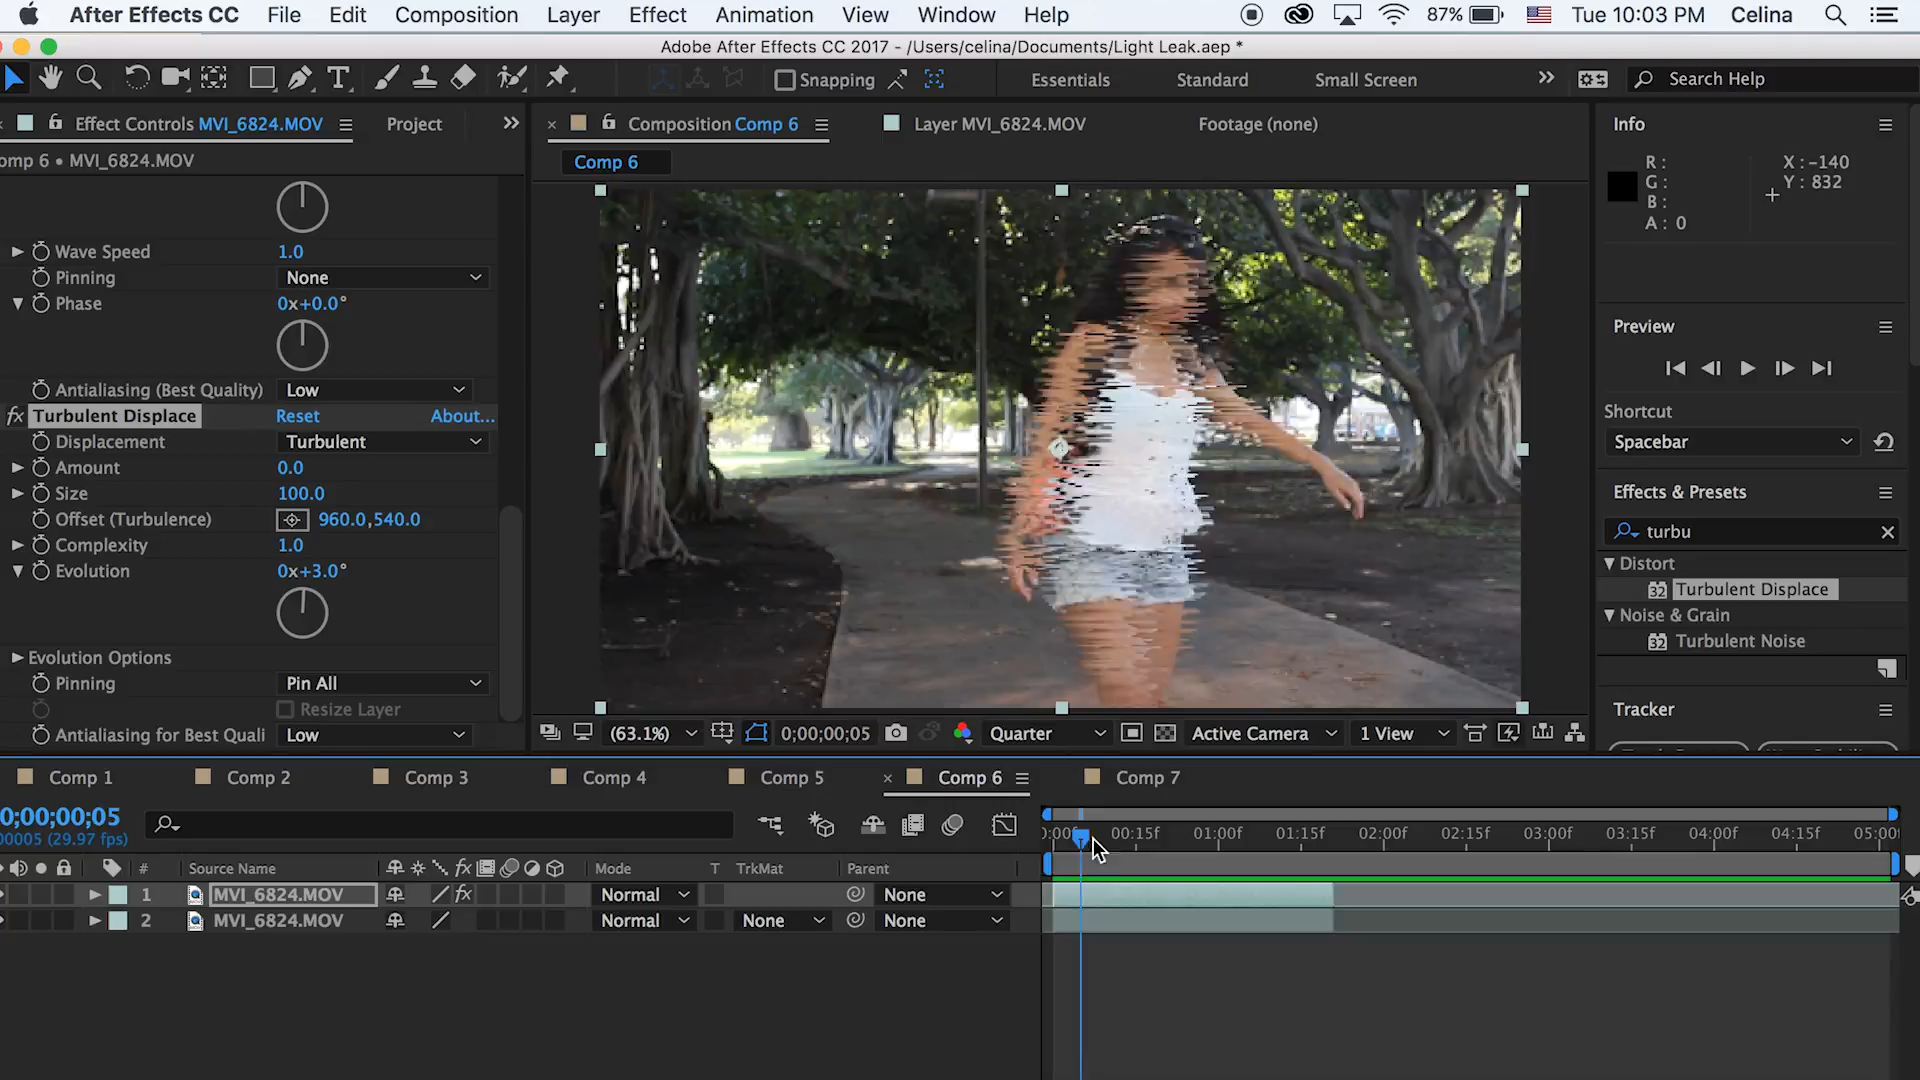 After Effects CC File Edit Composition Layer Effect Animation View Window Help 87% Tue 10:03 PM Celina
Adobe After Effects CC 2017 - /Users/celina/Documents/Light Leak.aep *
Snapping Essentials Standard Small Screen Search Help
Effect Controls MVI_6824.MOV Project
omp 6 • MVI_6824.MOV
Wave Speed 1.0
Pinning None
Phase 0x+0.0°
Antialiasing (Best Quality) Low
fx Turbulent Displace Reset About...
Displacement Turbulent
Amount 0.0
Size 100.0
Offset (Turbulence) 960.0,540.0
Complexity 1.0
Evolution 0x+3.0°
Evolution Options
Pinning Pin All
Resize Layer
Antialiasing for Best Quali Low
Composition Comp 6 Layer MVI_6824.MOV Footage (none)
Comp 6
(63.1%) 0;00;00;05 Quarter Active Camera 1 View
Info
R :
G :
B :
A : 0
X : -140
Y : 832
Preview
Shortcut
Spacebar
Effects & Presets
turbu
Distort
32 Turbulent Displace
Noise & Grain
32 Turbulent Noise
Tracker
Comp 1 Comp 2 Comp 3 Comp 4 Comp 5 Comp 6 Comp 7
0;00;00;05
00005 (29.97 fps)
0:00f 00:15f 01:00f 01:15f 02:00f 02:15f 03:00f 03:15f 04:00f 04:15f 05:00f
# Source Name fx Mode T TrkMat Parent
1 MVI_6824.MOV fx Normal None
2 MVI_6824.MOV Normal None None